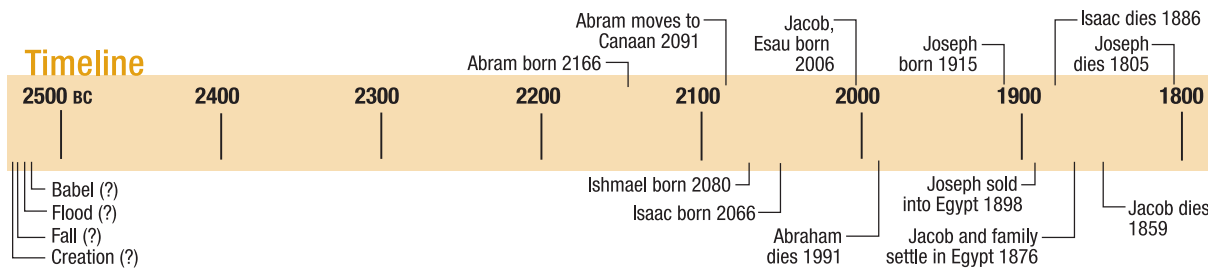 Timeline
Abram born 2166
Abram moves to
Canaan 2091
Jacob,
Esau born
2006
Joseph
born 1915
Isaac dies 1886
Joseph
dies 1805
2500 BC
2400
2300
2200
2100
2000
1900
1800
Babel (?)
Flood (?)
Fall (?)
Creation (?)
Ishmael born 2080
Isaac born 2066
Abraham
dies 1991
Joseph sold
into Egypt 1898
Jacob and family
settle in Egypt 1876
Jacob dies
1859